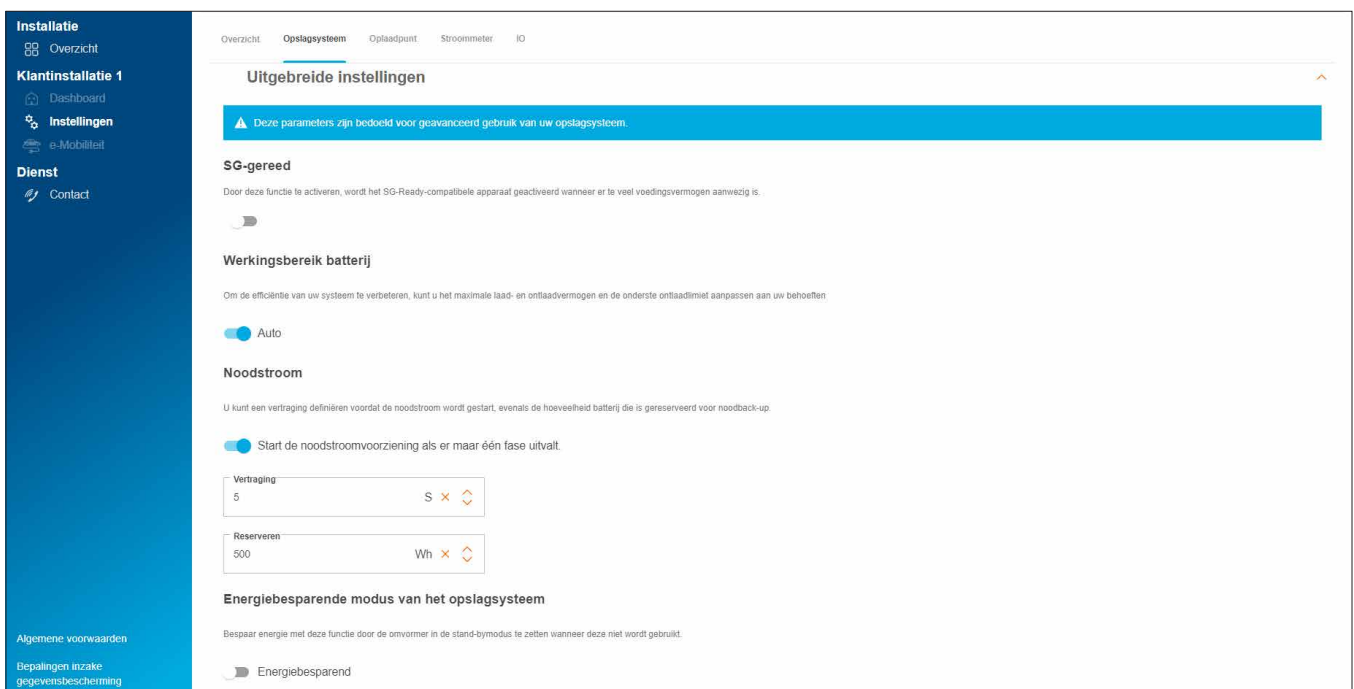 Installatie
Overzicht
Klantinstallatie 1
Dashboard
Instellingen
e-Mobiliteit
Dienst
Contact
Algemene voorwaarden
Bepalingen inzake
gegevensbescherming
Overzicht Opslagsysteem Oplaadpunt Stroommeter IO
Uitgebreide instellingen
Deze parameters zijn bedoeld voor geavanceerd gebruik van uw opslagsysteem.
SG-gereed
Door deze functie te activeren, wordt het SG-Ready-compatibele apparaat geactiveerd wanneer er te veel voedingsvermogen aanwezig is.
Werkingsbereik batterij
Om de efficiëntie van uw systeem te verbeteren, kunt u het maximale laad- en ontlaadvermogen en de onderste ontlaadlimiet aanpassen aan uw behoeften
Auto
Noodstroom
U kunt een vertraging definiëren voordat de noodstroom wordt gestart, evenals de hoeveelheid batterij die is gereserveerd voor noodback-up.
Start de noodstroomvoorziening als er maar één fase uitvalt.
Vertraging
5 S
Reserveren
500 Wh
Energiebesparende modus van het opslagsysteem
Bespaar energie met deze functie door de omvormer in de stand-bymodus te zetten wanneer deze niet wordt gebruikt.
Energiebesparend